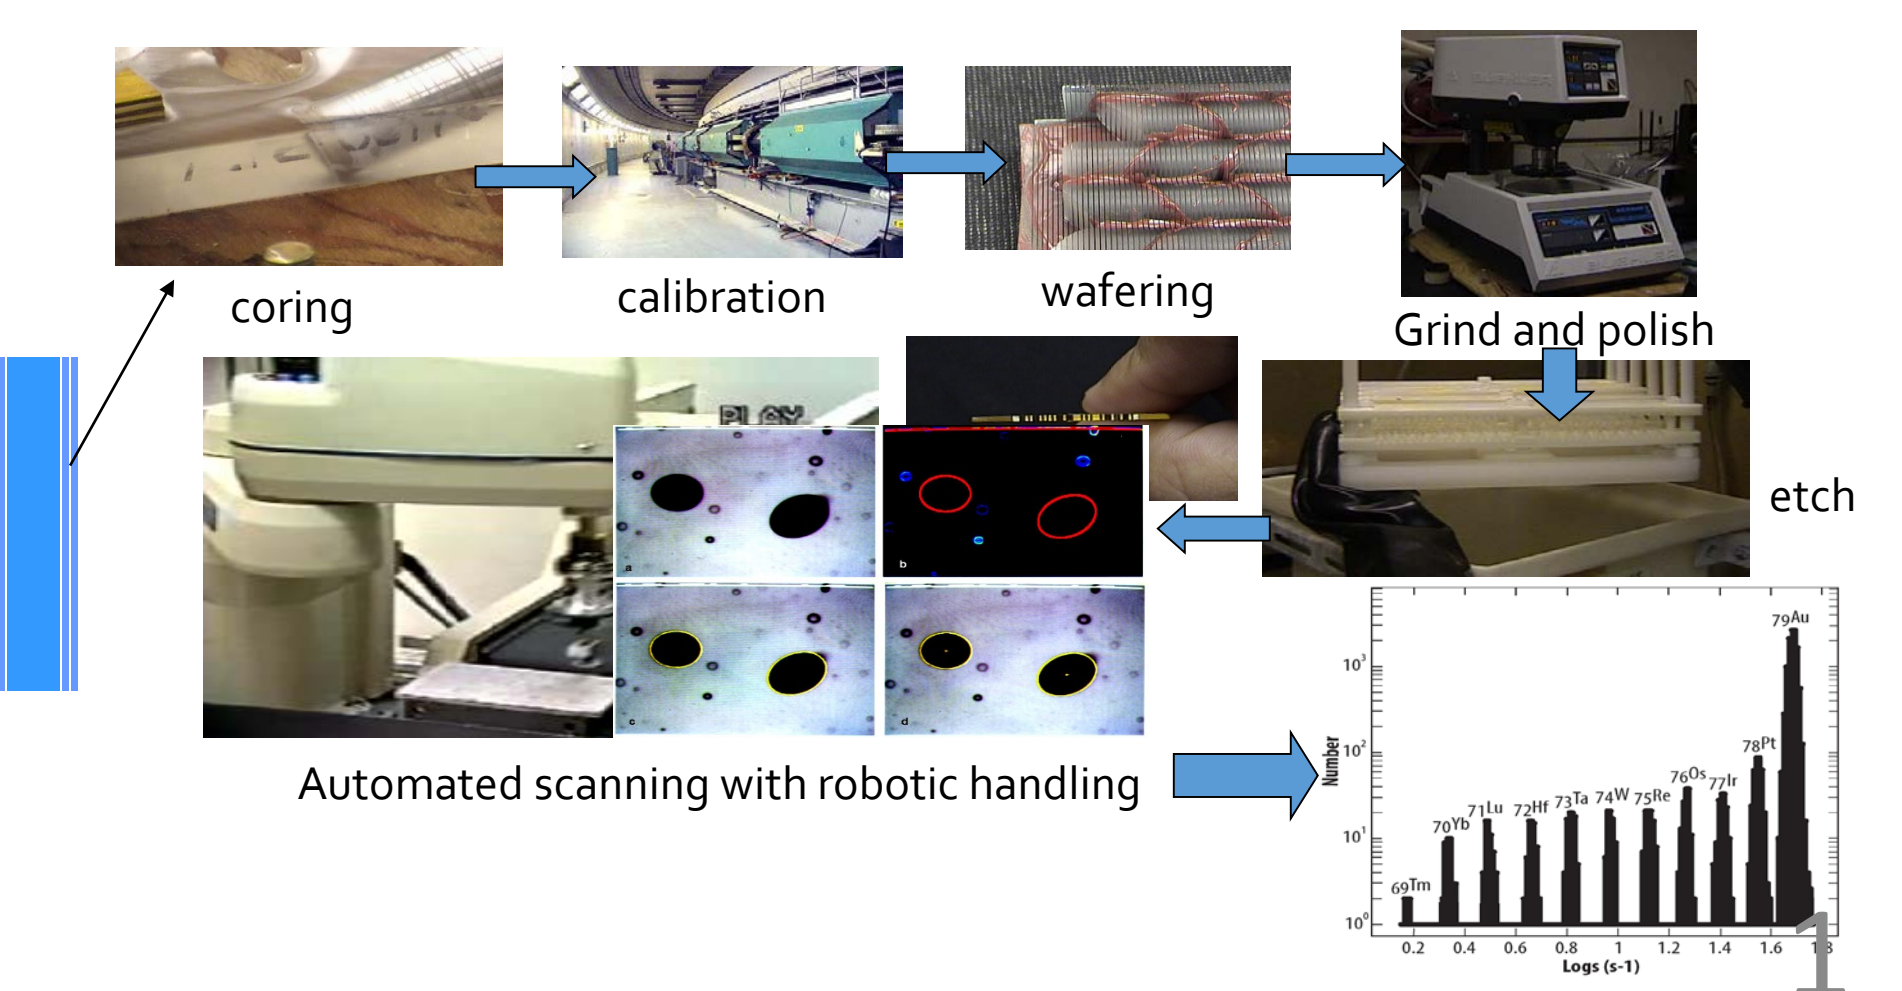 coring
calibration
wafering
Grind and polish
etch
PLAY
a
b
c
d
Automated scanning with robotic handling
Number
10³
10²
10¹
10⁰
69Tm
70Yb
71Lu
72Hf
73Ta
74W
75Re
76Os
77Ir
78Pt
79Au
0.2 0.4 0.6 0.8 1 1.2 1.4 1.6 1.8
Logs (s-1)
1